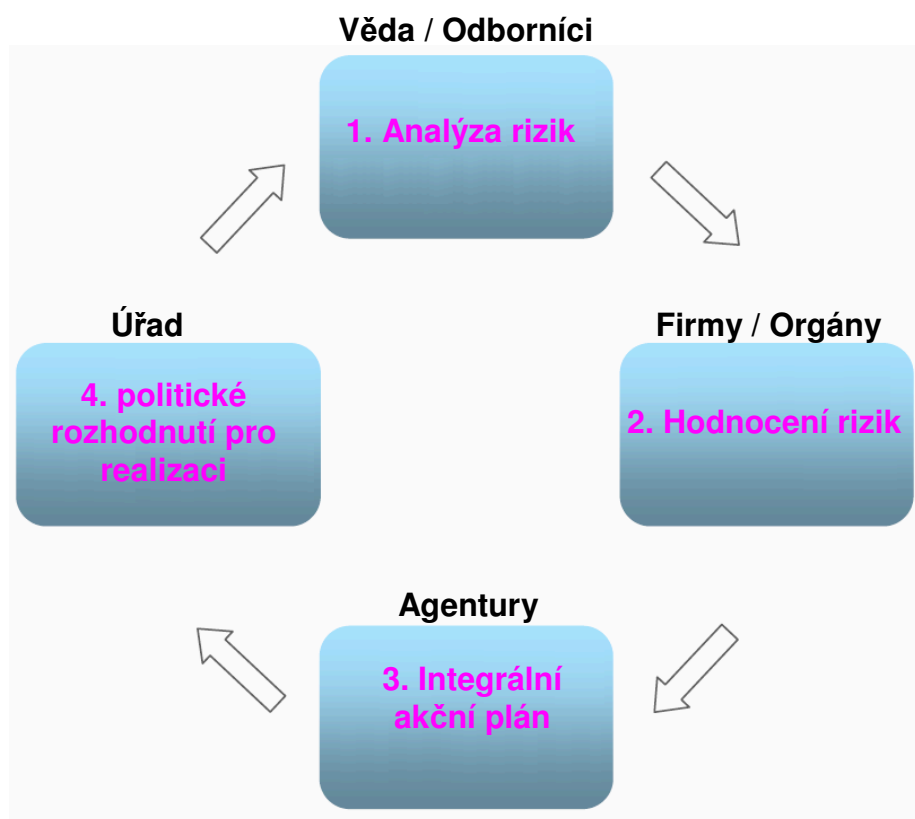 Věda / Odborníci
1. Analýza rizik
Firmy / Orgány
2. Hodnocení rizik
Agentury
3. Integrální
akční plán
Úřad
4. politické
rozhodnutí pro
realizaci